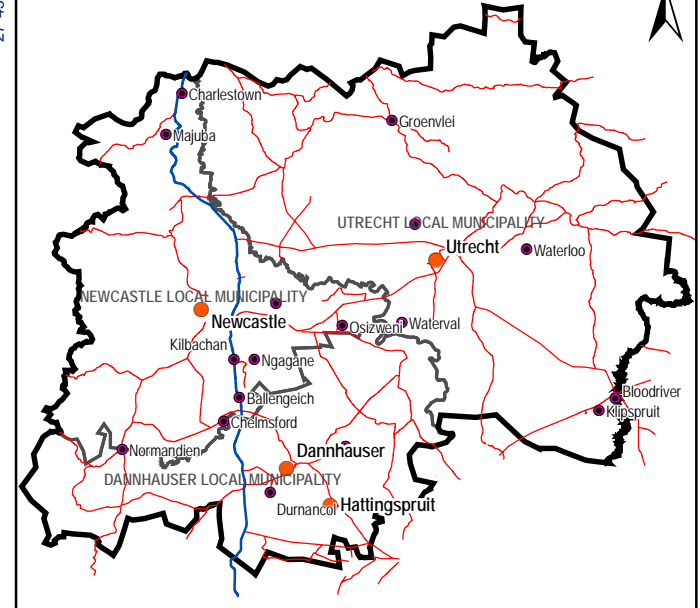 Charlestown
Groenvlei
Majuba
UTRECHT LOCAL MUNICIPALITY
Utrecht
Waterloo
NEWCASTLE LOCAL MUNICIPALITY
Newcastle
Osizweni
Waterval
Kilbachan
Ngagane
Bloodriver
Ballengeich
Klipspruit
Chelmsford
Normandien
Dannhauser
DANNHAUSER LOCAL MUNICIPALITY
Durnancol
Hattingspruit